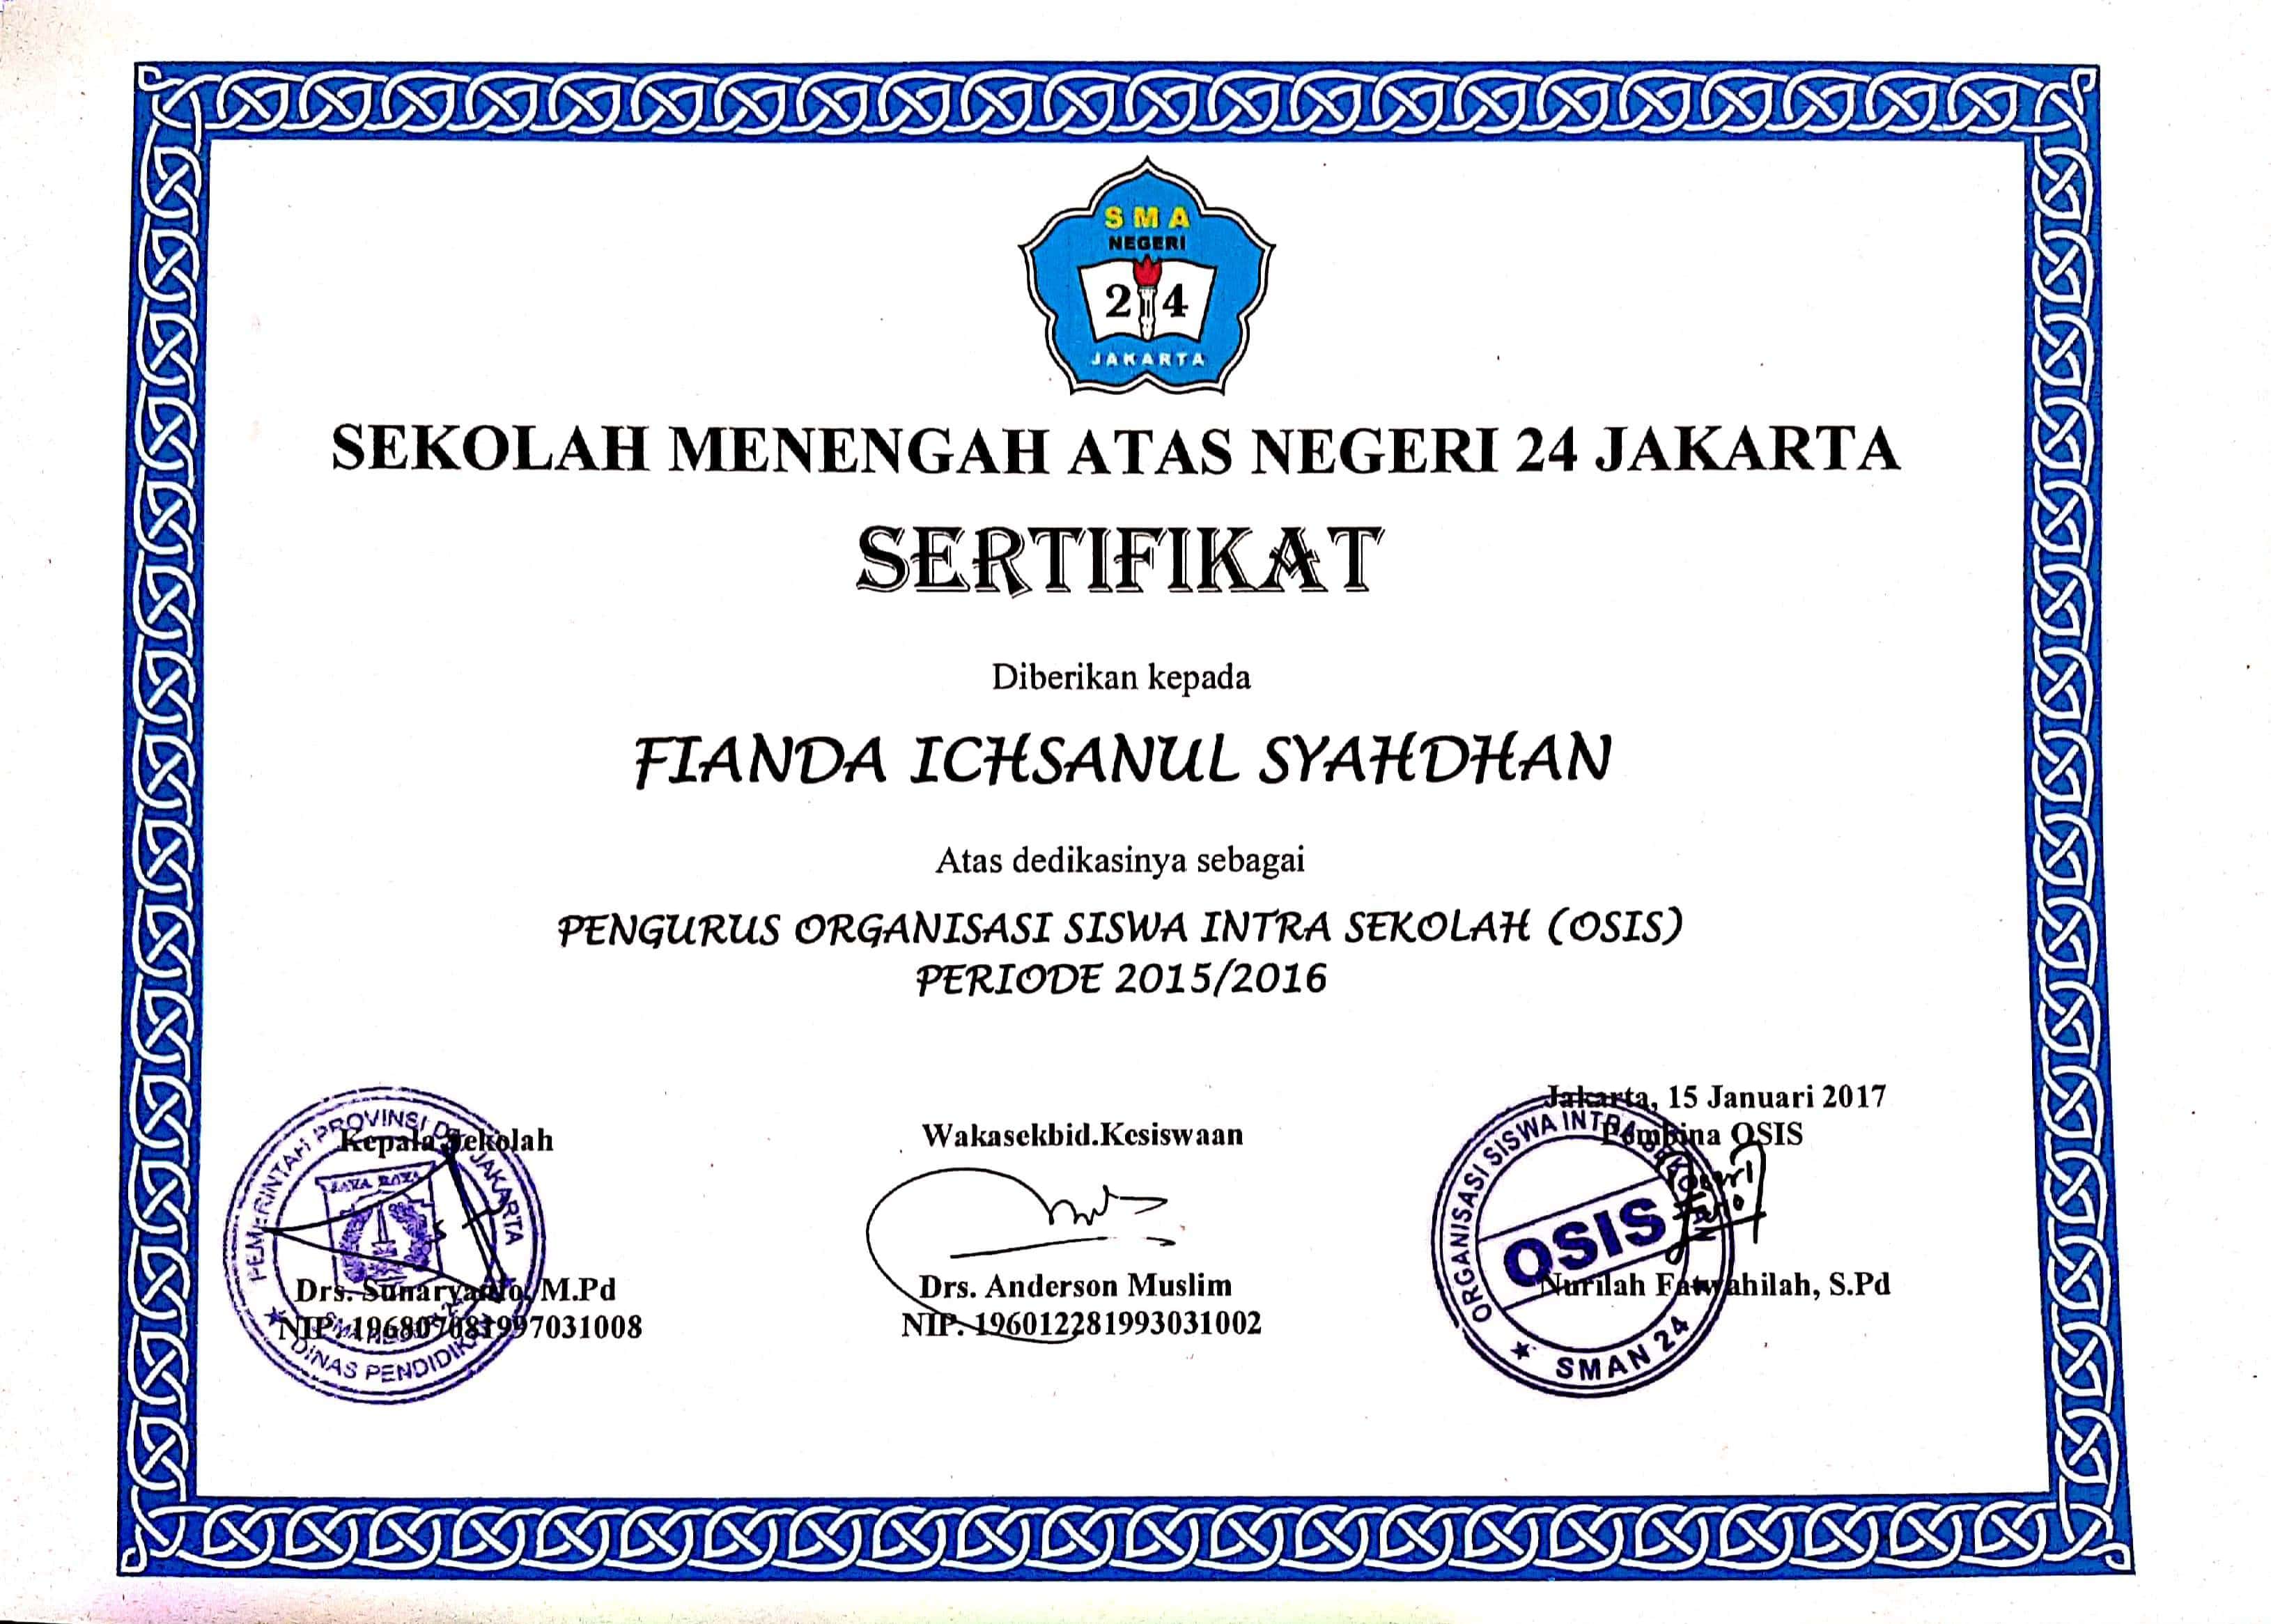 SMA
NEGERI
24
JAKARTA
SEKOLAH MENENGAH ATAS NEGERI 24 JAKARTA
SERTIFIKAT
Diberikan kepada
FIANDA ICHSANUL SYAHDHAN
Atas dedikasinya sebagai
PENGURUS ORGANISASI SISWA INTRA SEKOLAH (OSIS)
PERIODE 2015/2016
Jakarta, 15 Januari 2017
Kepala Sekolah
Wakasekbid.Kesiswaan
Pembina OSIS
PEMERINTAH PROVINSI DKI JAKARTA
JAYA RAYA
DINAS PENDIDIKAN
ORGANISASI SISWA INTRA SEKOLAH
OSIS
SMAN 24
Drs. Sunaryanto, M.Pd
NIP. 196807081997031008
Drs. Anderson Muslim
NIP. 196012281993031002
Nurilah Fatwahilah, S.Pd